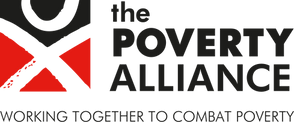 the
POVERTY
ALLIANCE
WORKING TOGETHER TO COMBAT POVERTY